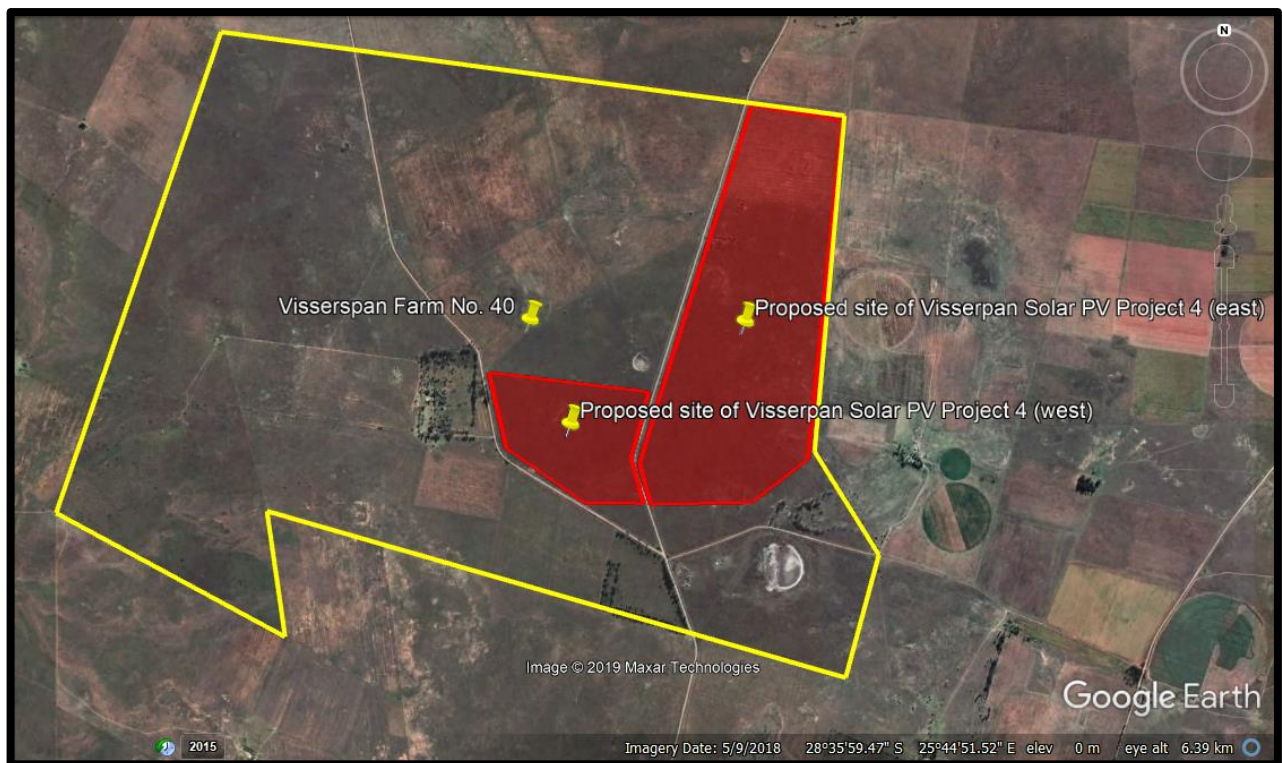 N
Visserspan Farm No. 40
Proposed site of Visserpan Solar PV Project 4 (east)
Proposed site of Visserpan Solar PV Project 4 (west)
Image © 2019 Maxar Technologies
Google Earth
2015
Imagery Date: 5/9/2018 28°35'59.47" S 25°44'51.52" E elev 0 m eye alt 6.39 km